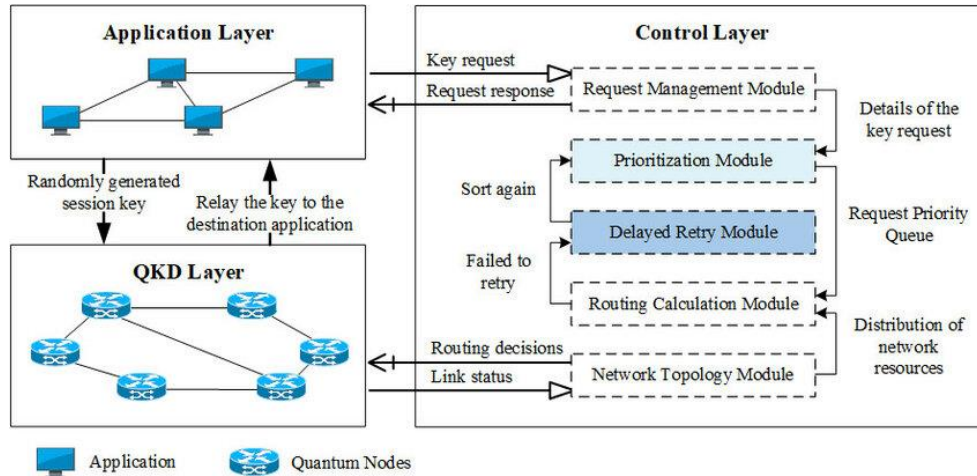 Application Layer
Control Layer
Key request
Request response
Request Management Module
Details of the
key request
Prioritization Module
Randomly generated
session key
Relay the key to the
destination application
Sort again
Request Priority
Queue
Delayed Retry Module
QKD Layer
Failed to
retry
Routing Calculation Module
Distribution of
network
resources
Routing decisions
Link status
Network Topology Module
Application
Quantum Nodes